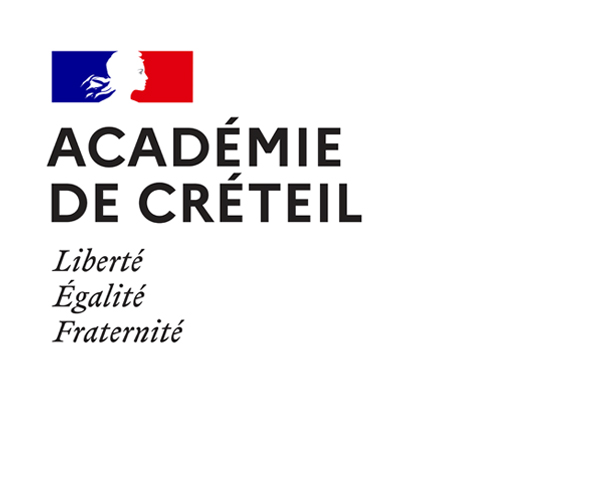 ACADÉMIE
DE CRÉTEIL
Liberté
Égalité
Fraternité